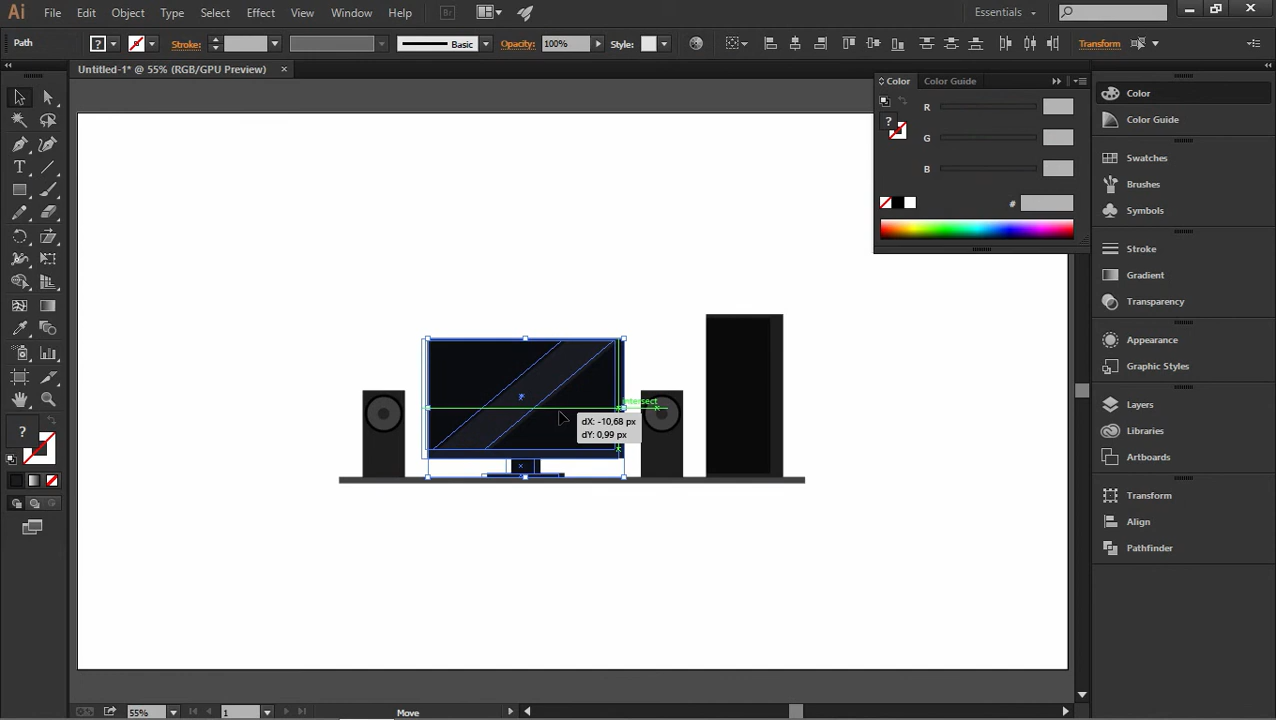 Ai File Edit Object Type Select Effect View Window Help Br Essentials
Path ? Stroke: Basic Opacity: 100% Style: Transform
Untitled-1* @ 55% (RGB/GPU Preview)
Color Color Guide
R
?
G
B
#
Color
Color Guide
Swatches
Brushes
Symbols
Stroke
Gradient
Transparency
Appearance
Graphic Styles
Layers
Libraries
Artboards
Transform
Align
Pathfinder
T
?
intersect
dX: -10,68 px
dY: 0,99 px
55% 1 Move